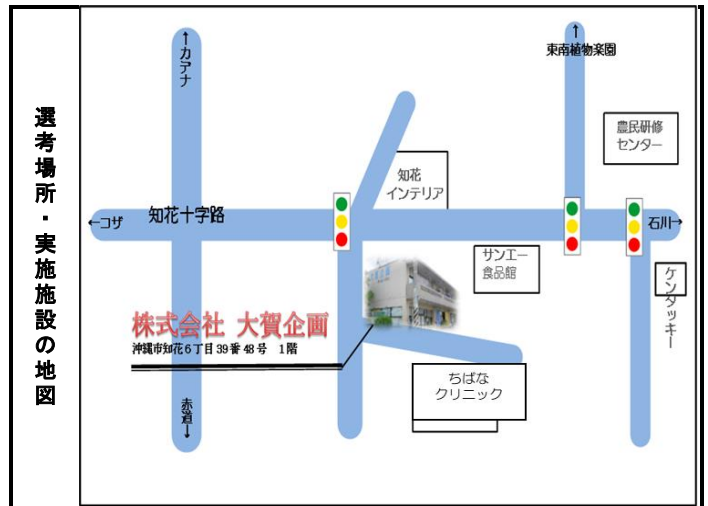 選考場所・実施施設の地図
↑カデナ
↑
東南植物楽園
農民研修
センター
知花
インテリア
←コザ
知花十字路
石川→
サンエー
食品館
ケンタッキー
株式会社 大賀企画
沖縄市知花6丁目39番48号 1階
ちばな
クリニック
赤道→